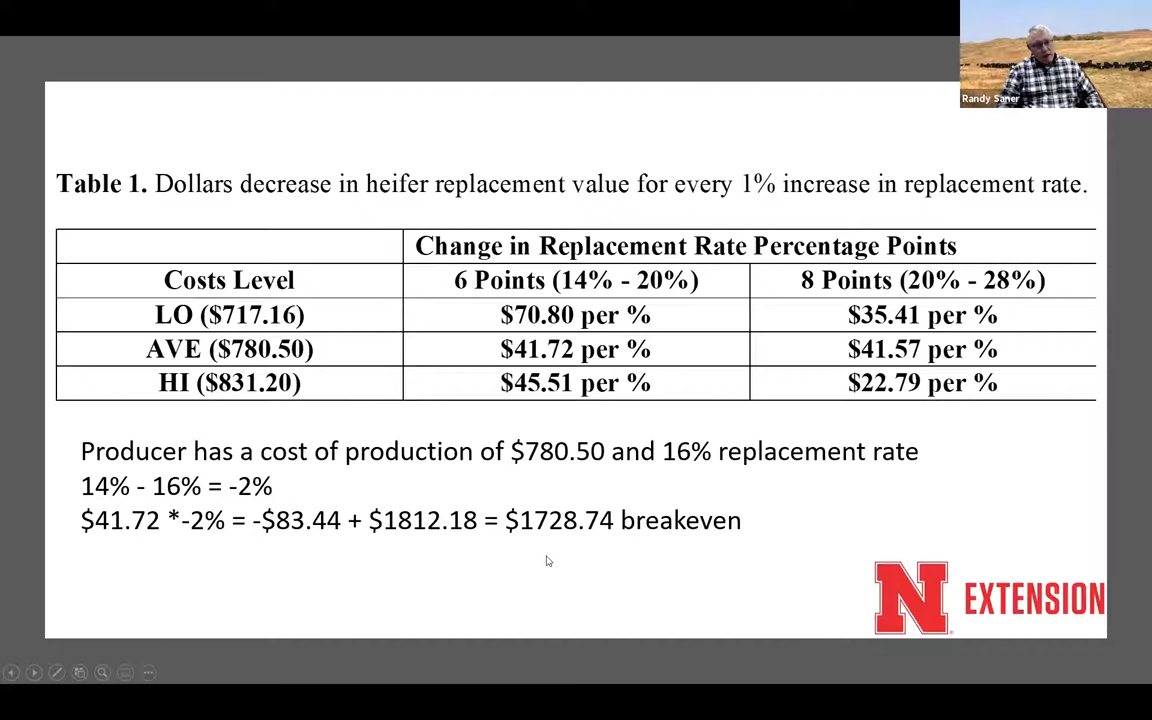 Randy Saner
Table 1. Dollars decrease in heifer replacement value for every 1% increase in replacement rate.
Change in Replacement Rate Percentage Points
Costs Level 6 Points (14% - 20%) 8 Points (20% - 28%)
LO ($717.16) $70.80 per % $35.41 per %
AVE ($780.50) $41.72 per % $41.57 per %
HI ($831.20) $45.51 per % $22.79 per %
Producer has a cost of production of $780.50 and 16% replacement rate
14% - 16% = -2%
$41.72 *-2% = -$83.44 + $1812.18 = $1728.74 breakeven
N EXTENSION